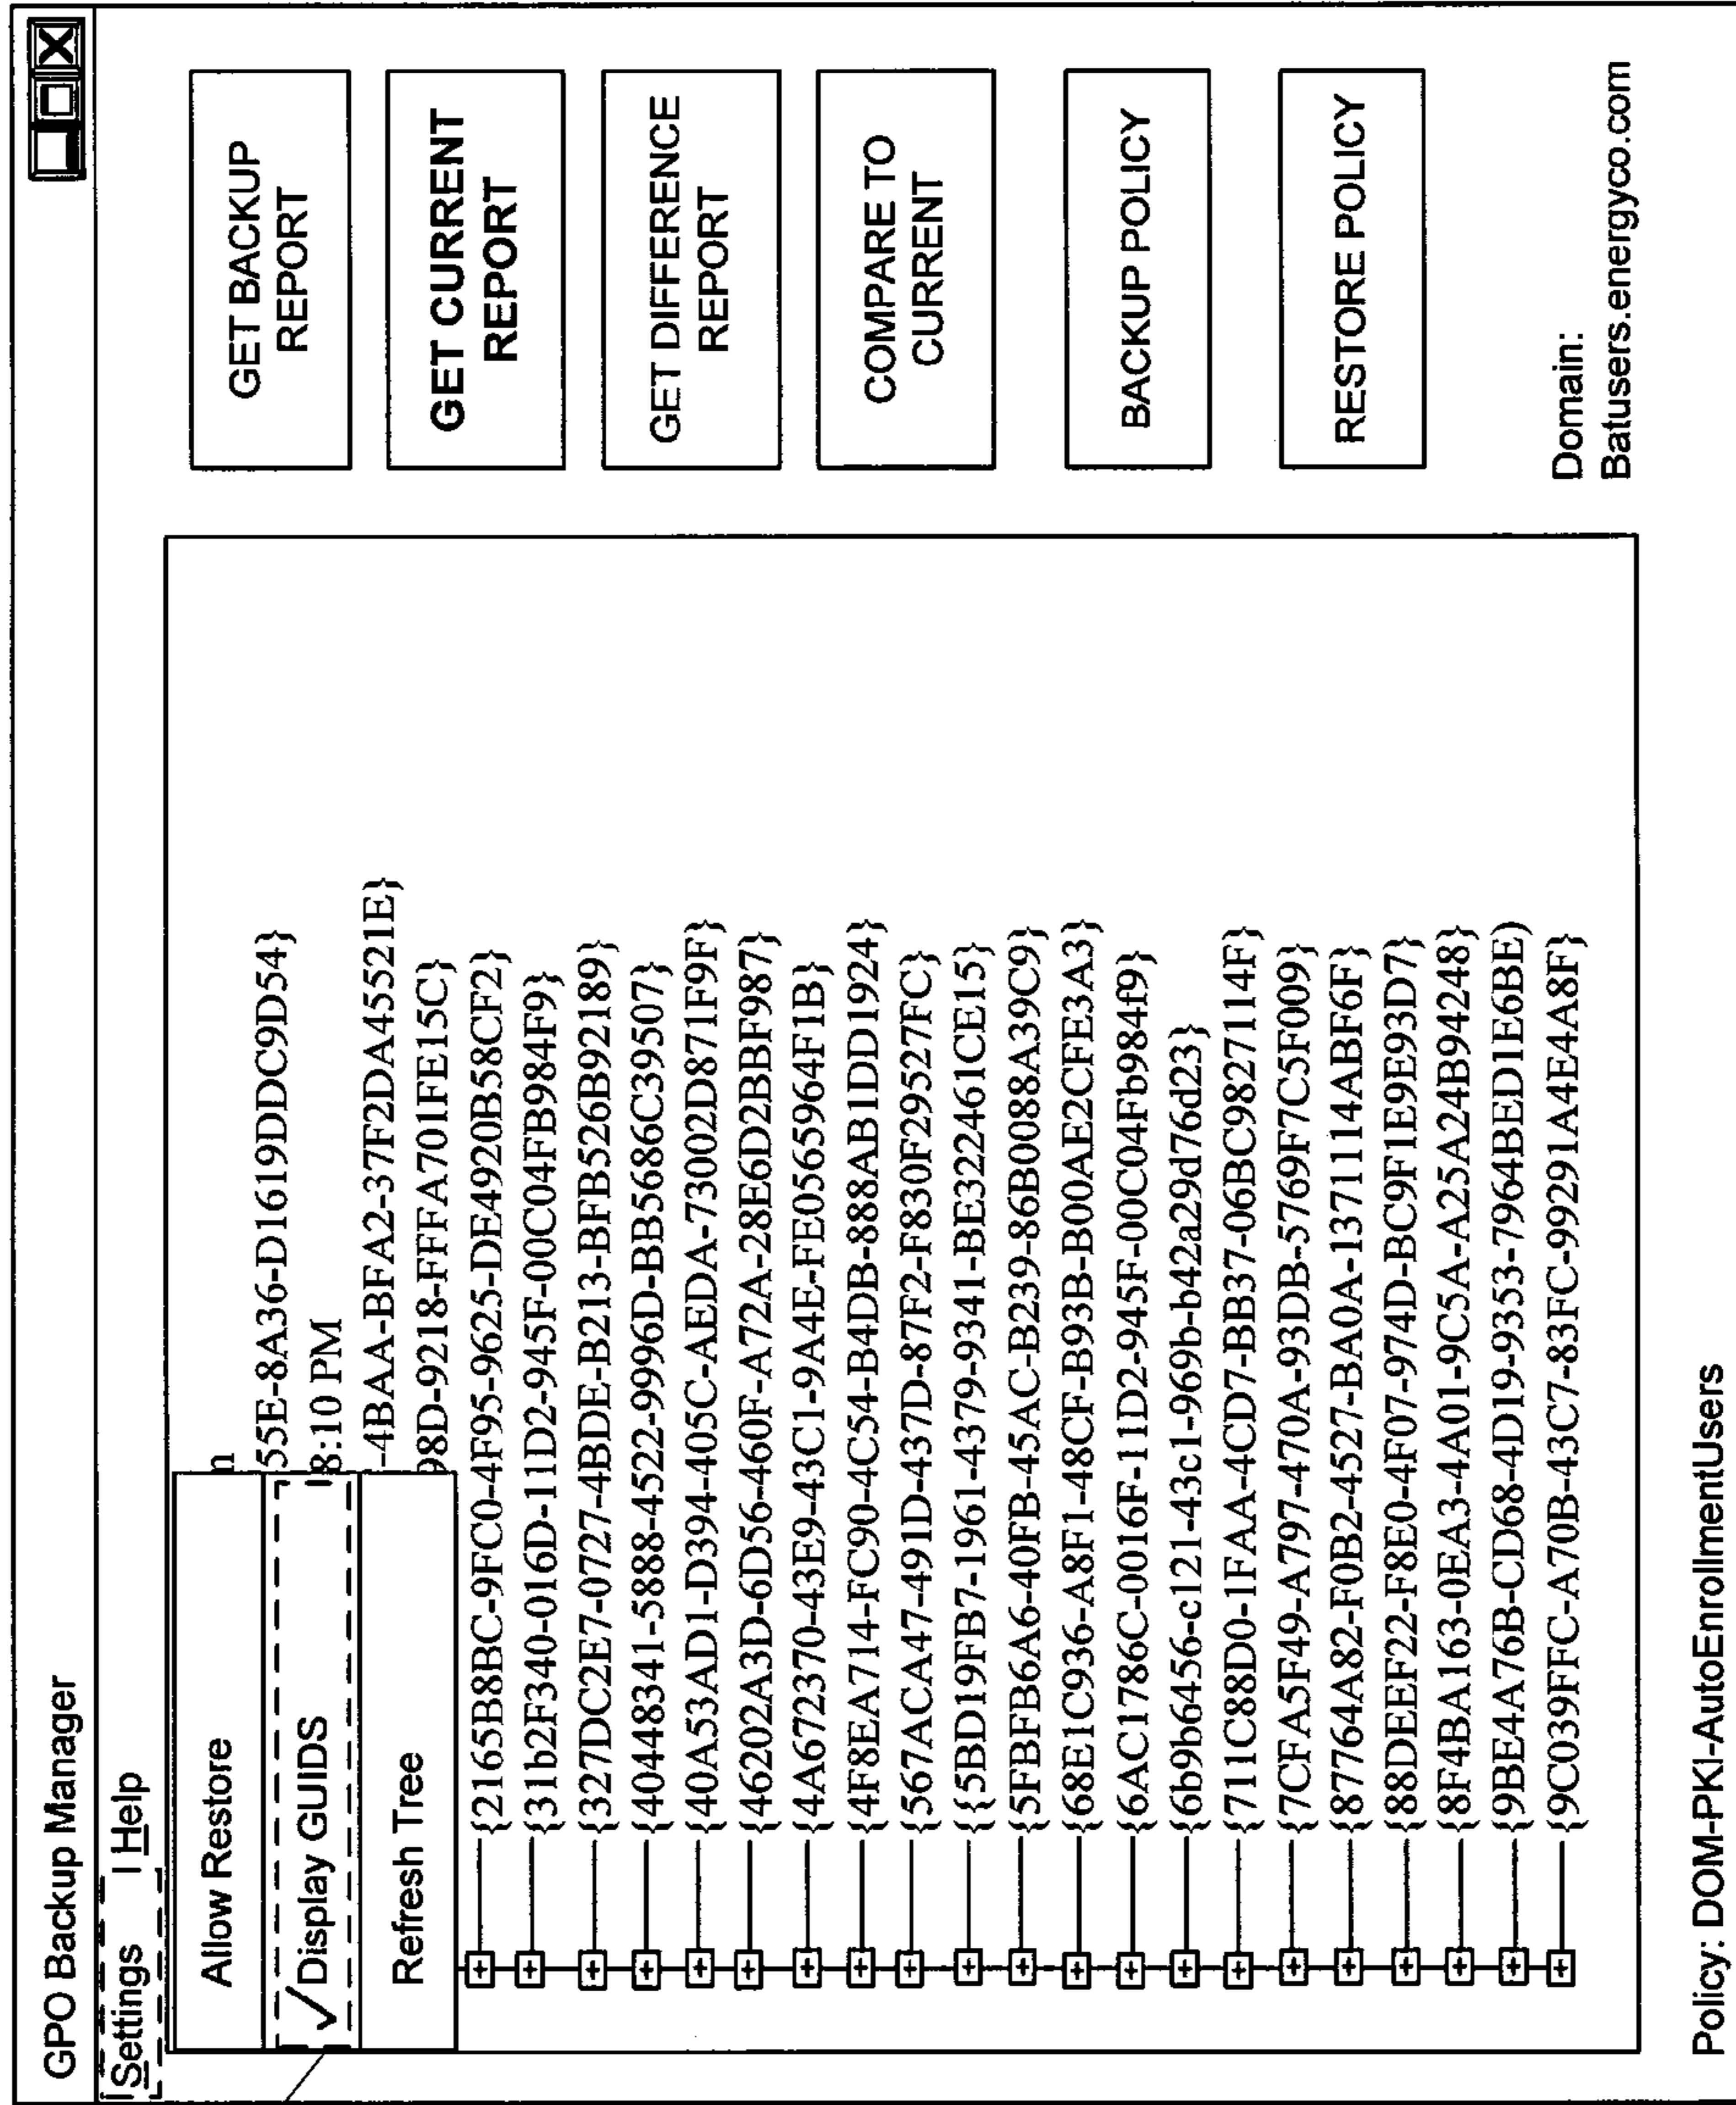 GPO Backup Manager
Settings | Help
Allow Restore
Display GUIDS
Refresh Tree
n
55E-8A36-D1619DDC9D54}
8:10 PM
-4BAA-BFA2-37F2DA45521E}
98D-9218-FFFA701FE15C}
{2165B8BC-9FC0-4F95-9625-DE4920B58CF2}
{31b2F340-016D-11D2-945F-00C04FB984F9}
{327DC2E7-0727-4BDE-B213-BFB526B92189}
{40448341-5888-4522-9996D-BB5686C39507}
{40A53AD1-D394-405C-AEDA-73002D871F9F}
{46202A3D-6D56-460F-A72A-28E6D2BBF987}
{4A672370-43E9-43C1-9A4E-FE0565964F1B}
{4F8EA714-FC90-4C54-B4DB-888AB1DD1924}
{567ACA47-491D-437D-87F2-F830F29527FC}
{{5BD19FB7-1961-4379-9341-BE322461CE15}
{5FBFB6A6-40FB-45AC-B239-86B0088A39C9}
{68E1C936-A8F1-48CF-B93B-B00AE2CFE3A3}
{6AC1786C-0016F-11D2-945F-00C04Fb984f9}
{6b9b6456-c121-43c1-969b-b42a29d76d23}
{711C88D0-1FAA-4CD7-BB37-06BC9827114F}
{7CFA5F49-A797-470A-93DB-5769F7C5F009}
{87764A82-F0B2-4527-BA0A-1371114ABF6F}
{88DEEF22-F8E0-4F07-974D-BC9F1E9E93D7}
{8F4BA163-0EA3-4A01-9C5A-A25A24B94248}
{9BE4A76B-CD68-4D19-9353-7964BED1E6BE)
{9C039FFC-A70B-43C7-83FC-99291A4E4A8F}
GET BACKUP
REPORT
GET CURRENT
REPORT
GET DIFFERENCE
REPORT
COMPARE TO
CURRENT
BACKUP POLICY
RESTORE POLICY
Domain:
Batusers.energyco.com
Policy: DOM-PKI-AutoEnrollmentUsers